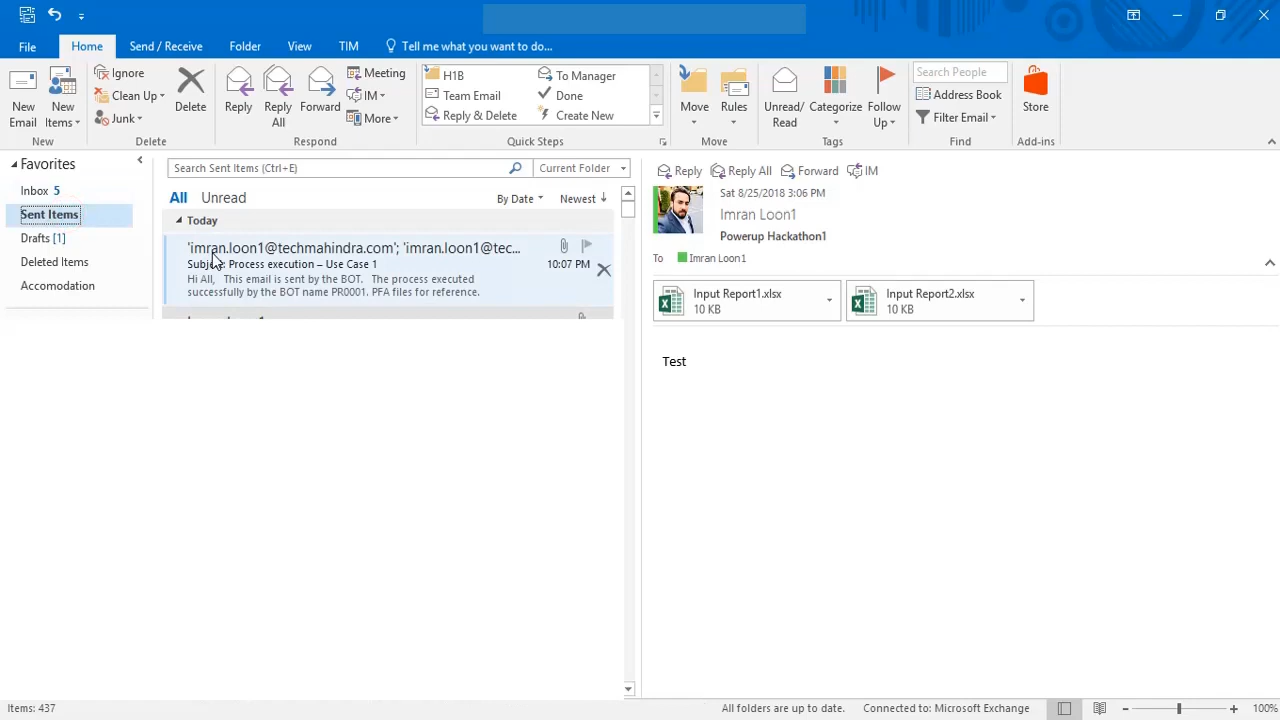 File Home Send / Receive Folder View TIM Tell me what you want to do...
New Email
New Items
Ignore
Clean Up
Junk
Delete
Reply
Reply All
Forward
Meeting
IM
More
H1B
Team Email
Reply & Delete
To Manager
Done
Create New
Move
Rules
Unread/ Read
Categorize
Follow Up
Search People
Address Book
Filter Email
Store
New Delete Respond Quick Steps Move Tags Find Add-ins
Favorites
Inbox 5
Sent Items
Drafts [1]
Deleted Items
Accomodation
Search Sent Items (Ctrl+E) Current Folder
All Unread By Date Newest ↓
Today
'imran.loon1@techmahindra.com'; 'imran.loon1@tec...
Subject: Process execution – Use Case 1 10:07 PM
Hi All, This email is sent by the BOT. The process executed
successfully by the BOT name PR0001. PFA files for reference.
Reply Reply All Forward IM
Sat 8/25/2018 3:06 PM
Imran Loon1
Powerup Hackathon1
To Imran Loon1
Input Report1.xlsx
10 KB
Input Report2.xlsx
10 KB
Test
Items: 437 All folders are up to date. Connected to: Microsoft Exchange 100%